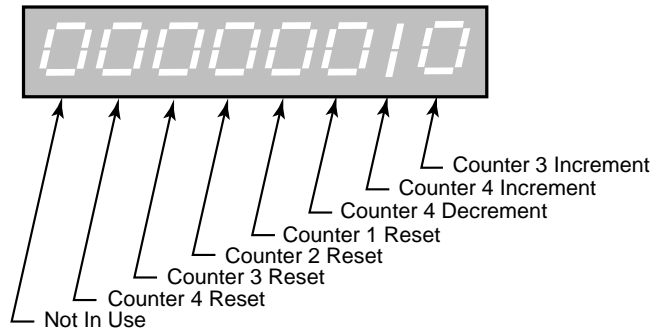 00000010
Counter 3 Increment
Counter 4 Increment
Counter 4 Decrement
Counter 1 Reset
Counter 2 Reset
Counter 3 Reset
Counter 4 Reset
Not In Use